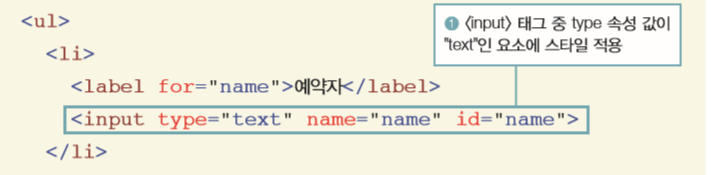 <ul>
<li>
<label for="name">예약자</label>
<input type="text" name="name" id="name">
</li>
❶ 〈input〉 태그 중 type 속성 값이
"text"인 요소에 스타일 적용